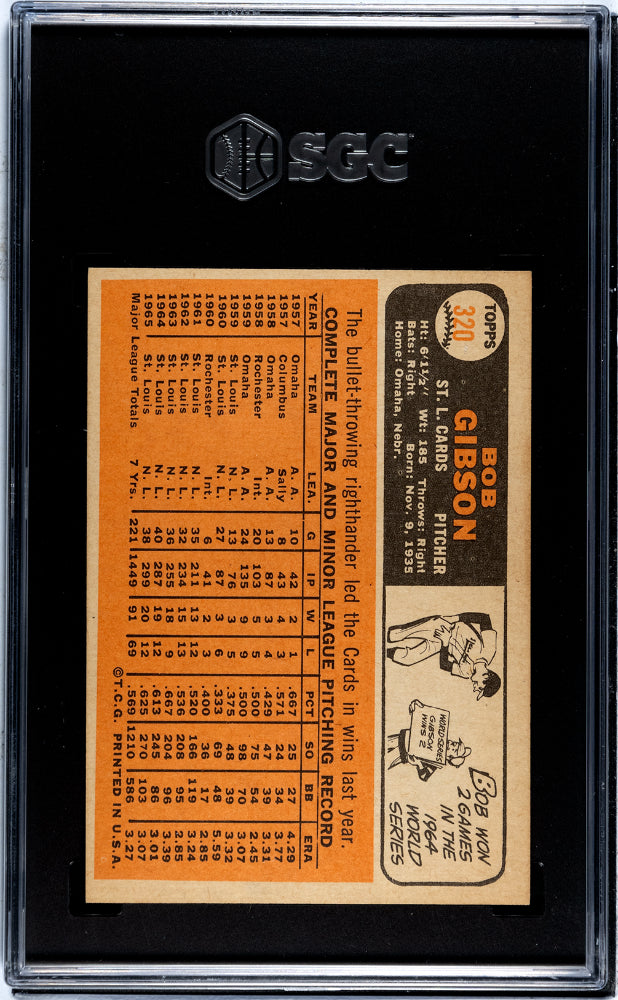 SGC
TOPPS
320
BOB
GIBSON
ST. L. CARDS PITCHER
Ht: 6/1½" Wt: 185 Throws: Right
Bats: Right Born: Nov. 9, 1935
Home: Omaha, Nebr.
WORLD SERIES
GIBSON
WINS 2
BOB WON
2 GAMES
IN THE
1964
WORLD
SERIES
The bullet-throwing righthander led the Cards in wins last year.
COMPLETE MAJOR AND MINOR LEAGUE PITCHING RECORD
YEAR TEAM LEA. G IP W L PCT SO BB ERA
1957 Omaha A. A. 10 42 2 1 .667 25 27 4.29
1957 Columbus Sally 8 43 4 3 .571 24 34 3.77
1958 Omaha A. A. 13 87 3 4 .429 47 39 3.31
1958 Rochester Int. 20 103 5 5 .500 75 54 2.45
1959 Omaha A. A. 24 135 9 9 .500 98 70 3.07
1959 St. Louis N. L. 13 76 3 5 .375 48 39 3.32
1960 St. Louis N. L. 27 87 3 6 .333 69 48 5.59
1960 Rochester Int. 6 41 2 3 .400 36 17 2.85
1961 St. Louis N. L. 35 211 13 12 .520 166 119 3.24
1962 St. Louis N. L. 32 234 15 13 .536 208 95 2.85
1963 St. Louis N. L. 36 255 18 9 .667 204 96 3.39
1964 St. Louis N. L. 40 287 19 12 .613 245 86 3.01
1965 St. Louis N. L. 38 299 20 12 .625 270 103 3.07
Major League Totals 7 Yrs. 221 1449 91 69 .569 1210 586 3.27
©T.C.G. PRINTED IN U.S.A.